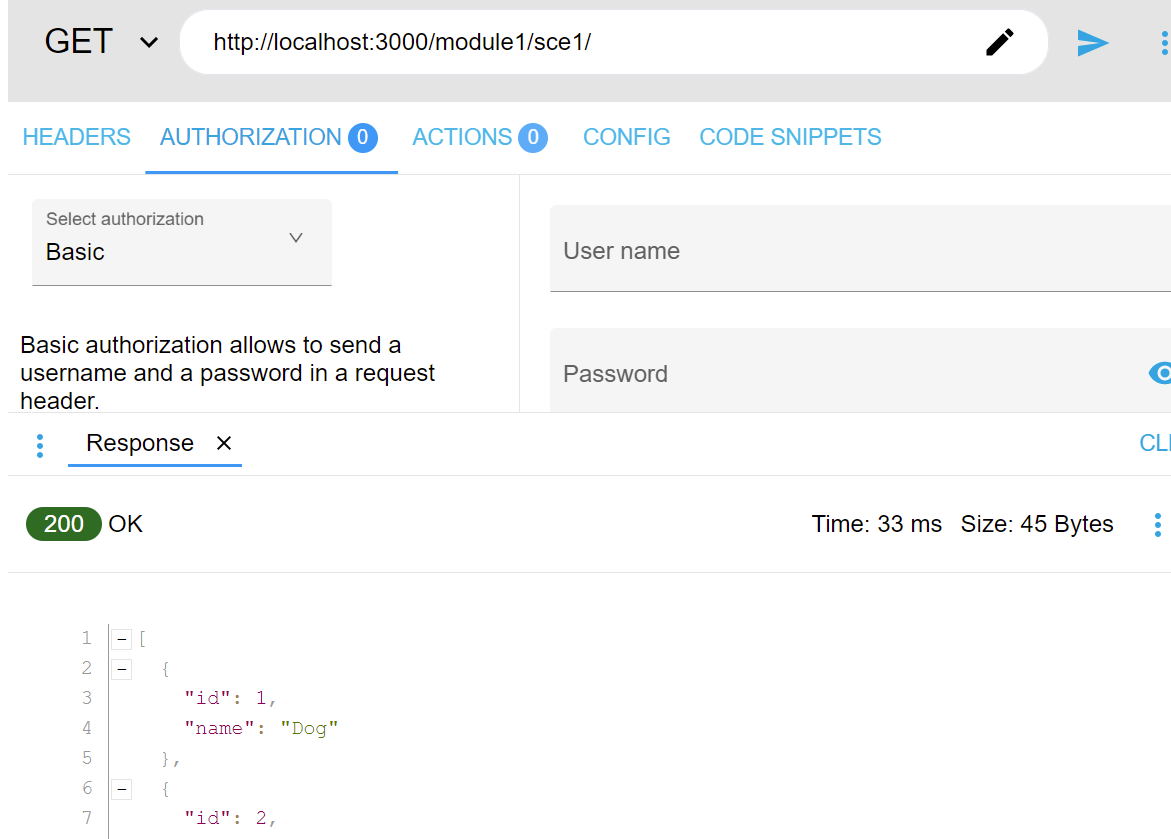 GET http://localhost:3000/module1/sce1/
HEADERS AUTHORIZATION 0 ACTIONS 0 CONFIG CODE SNIPPETS
Select authorization
Basic
User name
Basic authorization allows to send a
username and a password in a request
header.
Password
Response
200 OK Time: 33 ms Size: 45 Bytes
1 [
2 {
3 "id": 1,
4 "name": "Dog"
5 },
6 {
7 "id": 2,